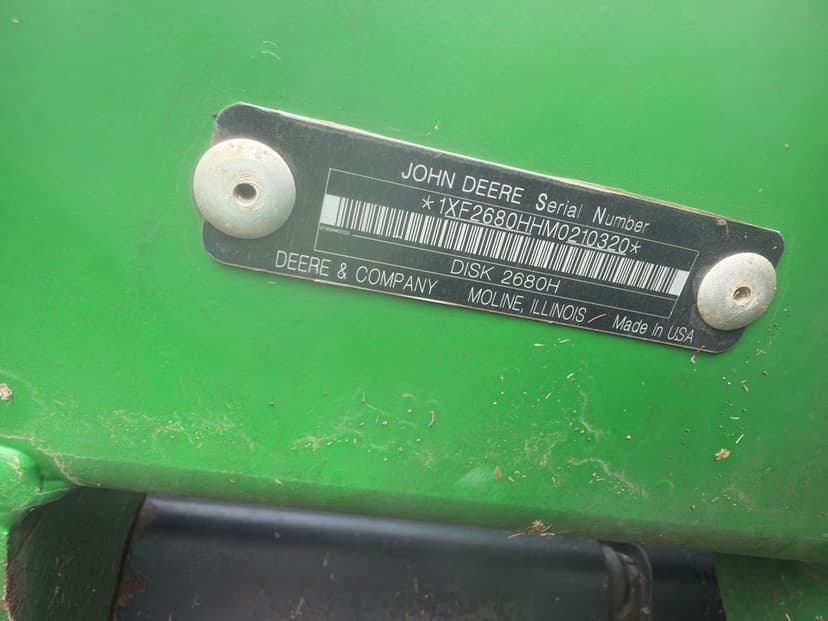 JOHN DEERE Serial Number
*1XF2680HHM0210320*
DISK 2680H
DEERE & COMPANY MOLINE, ILLINOIS Made In USA